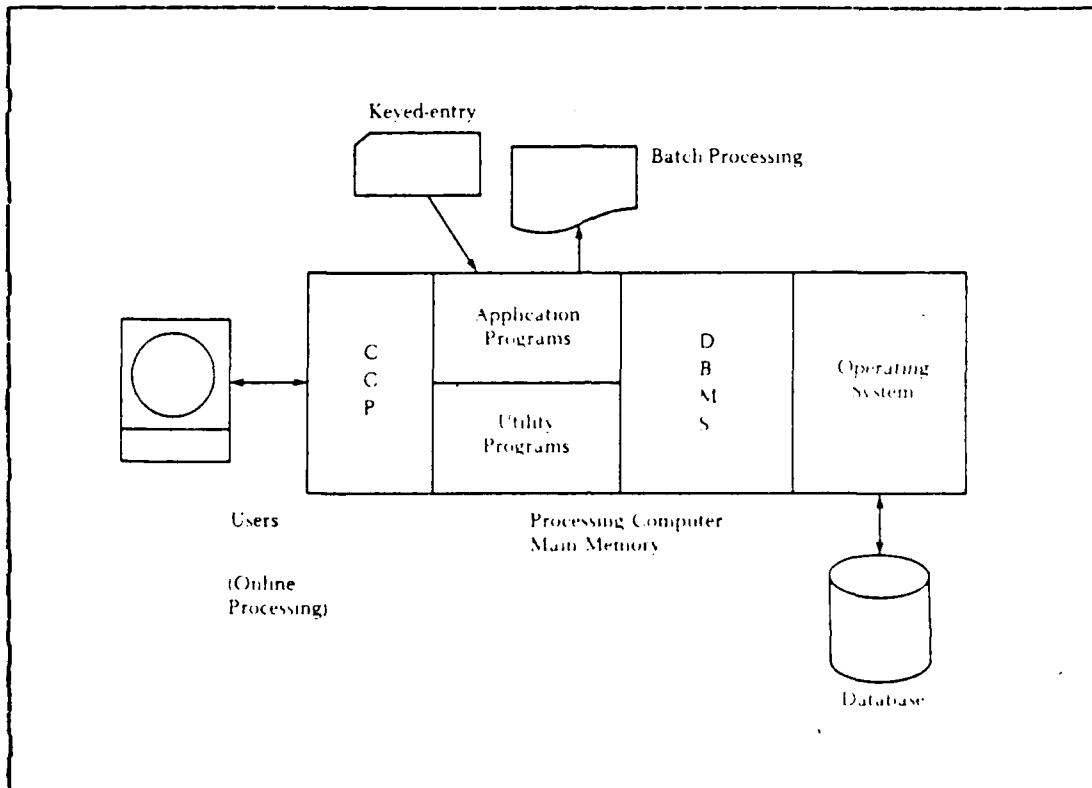 Keyed-entry
Batch Processing
C
C
P
Application
Programs
Utility
Programs
D
B
M
S
Operating
System
Users
(Online
Processing)
Processing Computer
Main Memory
Database